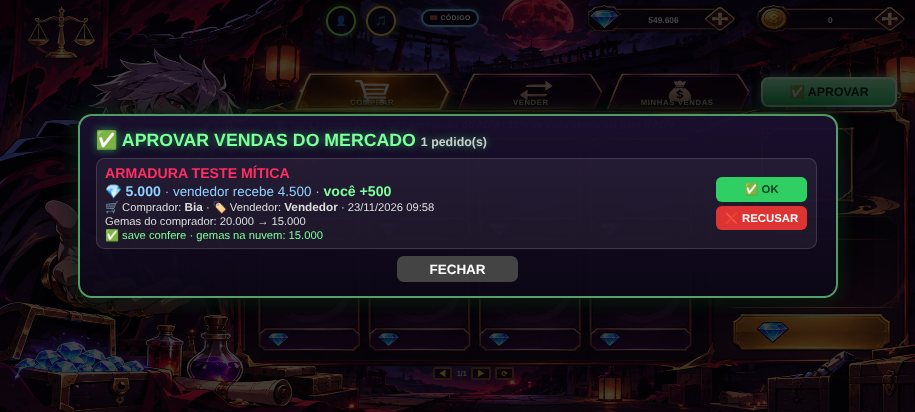 CÓDIGO
549.606
0
COMPRAR
VENDER
MINHAS VENDAS
✅ APROVAR
✅ APROVAR VENDAS DO MERCADO 1 pedido(s)
ARMADURA TESTE MÍTICA
💎 5.000 · vendedor recebe 4.500 · você +500
🛒 Comprador: Bia · 🏷️ Vendedor: Vendedor · 23/11/2026 09:58
Gemas do comprador: 20.000 → 15.000
✅ save confere · gemas na nuvem: 15.000
✅ OK
❌ RECUSAR
FECHAR
1/1